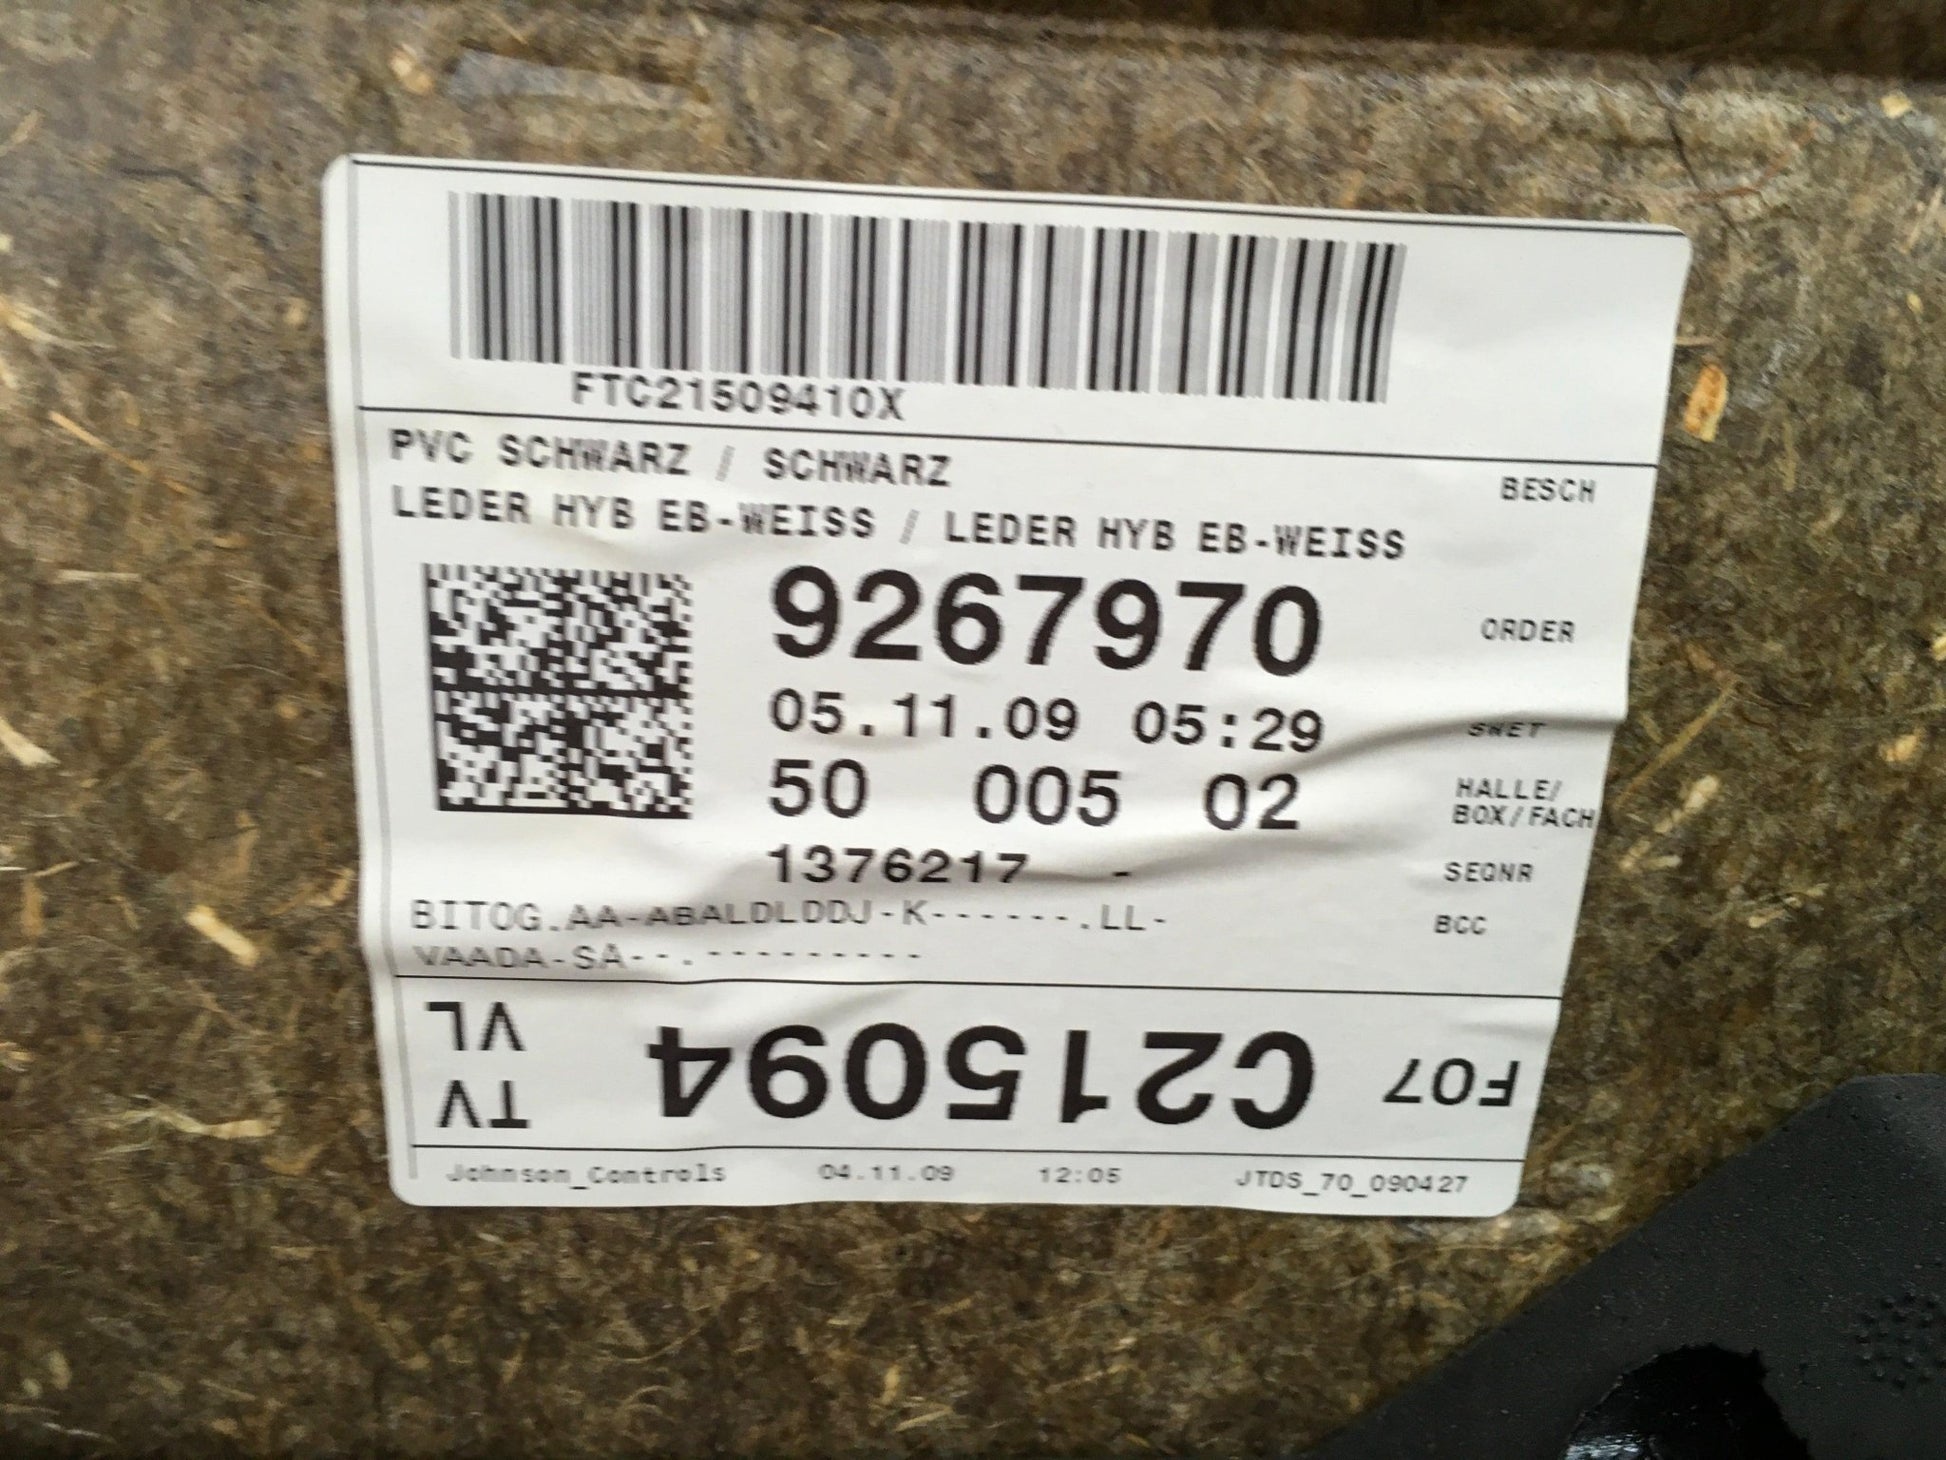 FTC21509410X
PVC SCHWARZ / SCHWARZ
BESCH
LEDER HYB EB-WEISS / LEDER HYB EB-WEISS
9267970 ORDER
05.11.09 05:29 SWET
50 005 02 HALLE/
BOX/FACH
1376217 - SEQNR
BITOG.AA-ABALDLDDJ-K------.LL- BCC
VAADA-SA--.---------
F07 C215094 TV
VL
Johnson_Controls 04.11.09 12:05 JTDS_70_090427